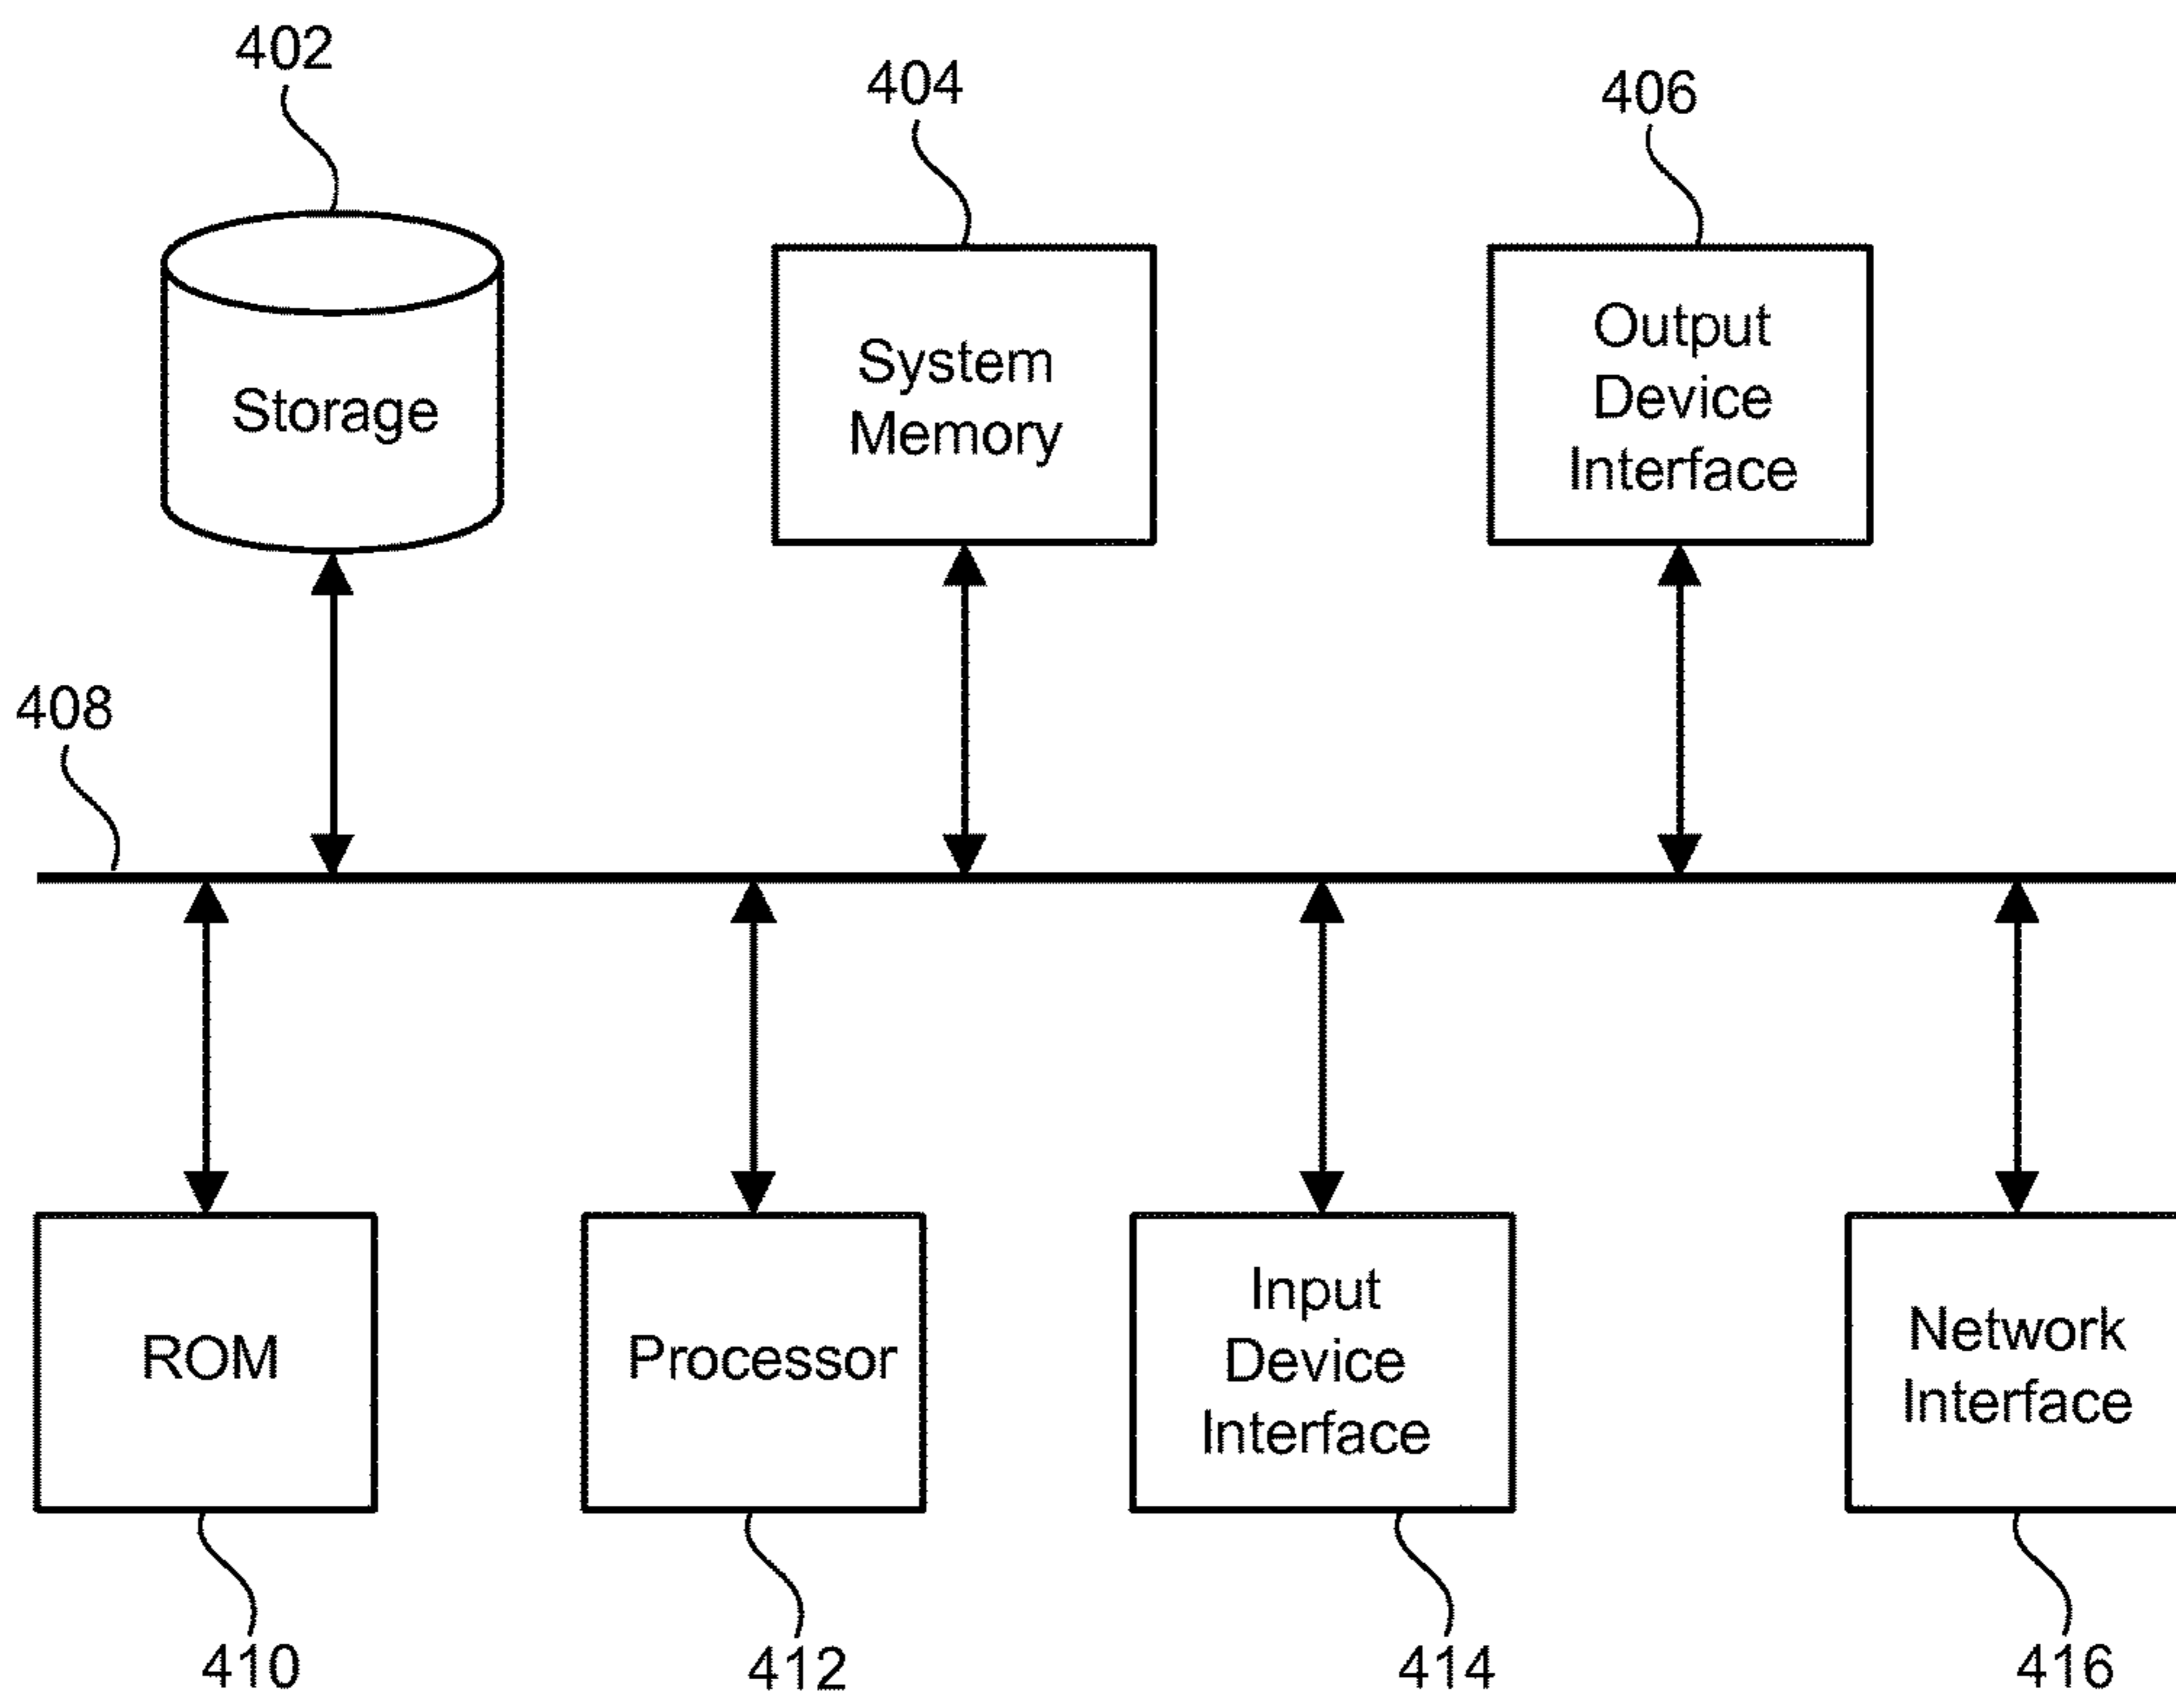 402
404
406
Storage
System
Memory
Output
Device
Interface
408
ROM
Processor
Input
Device
Interface
Network
Interface
410
412
414
416